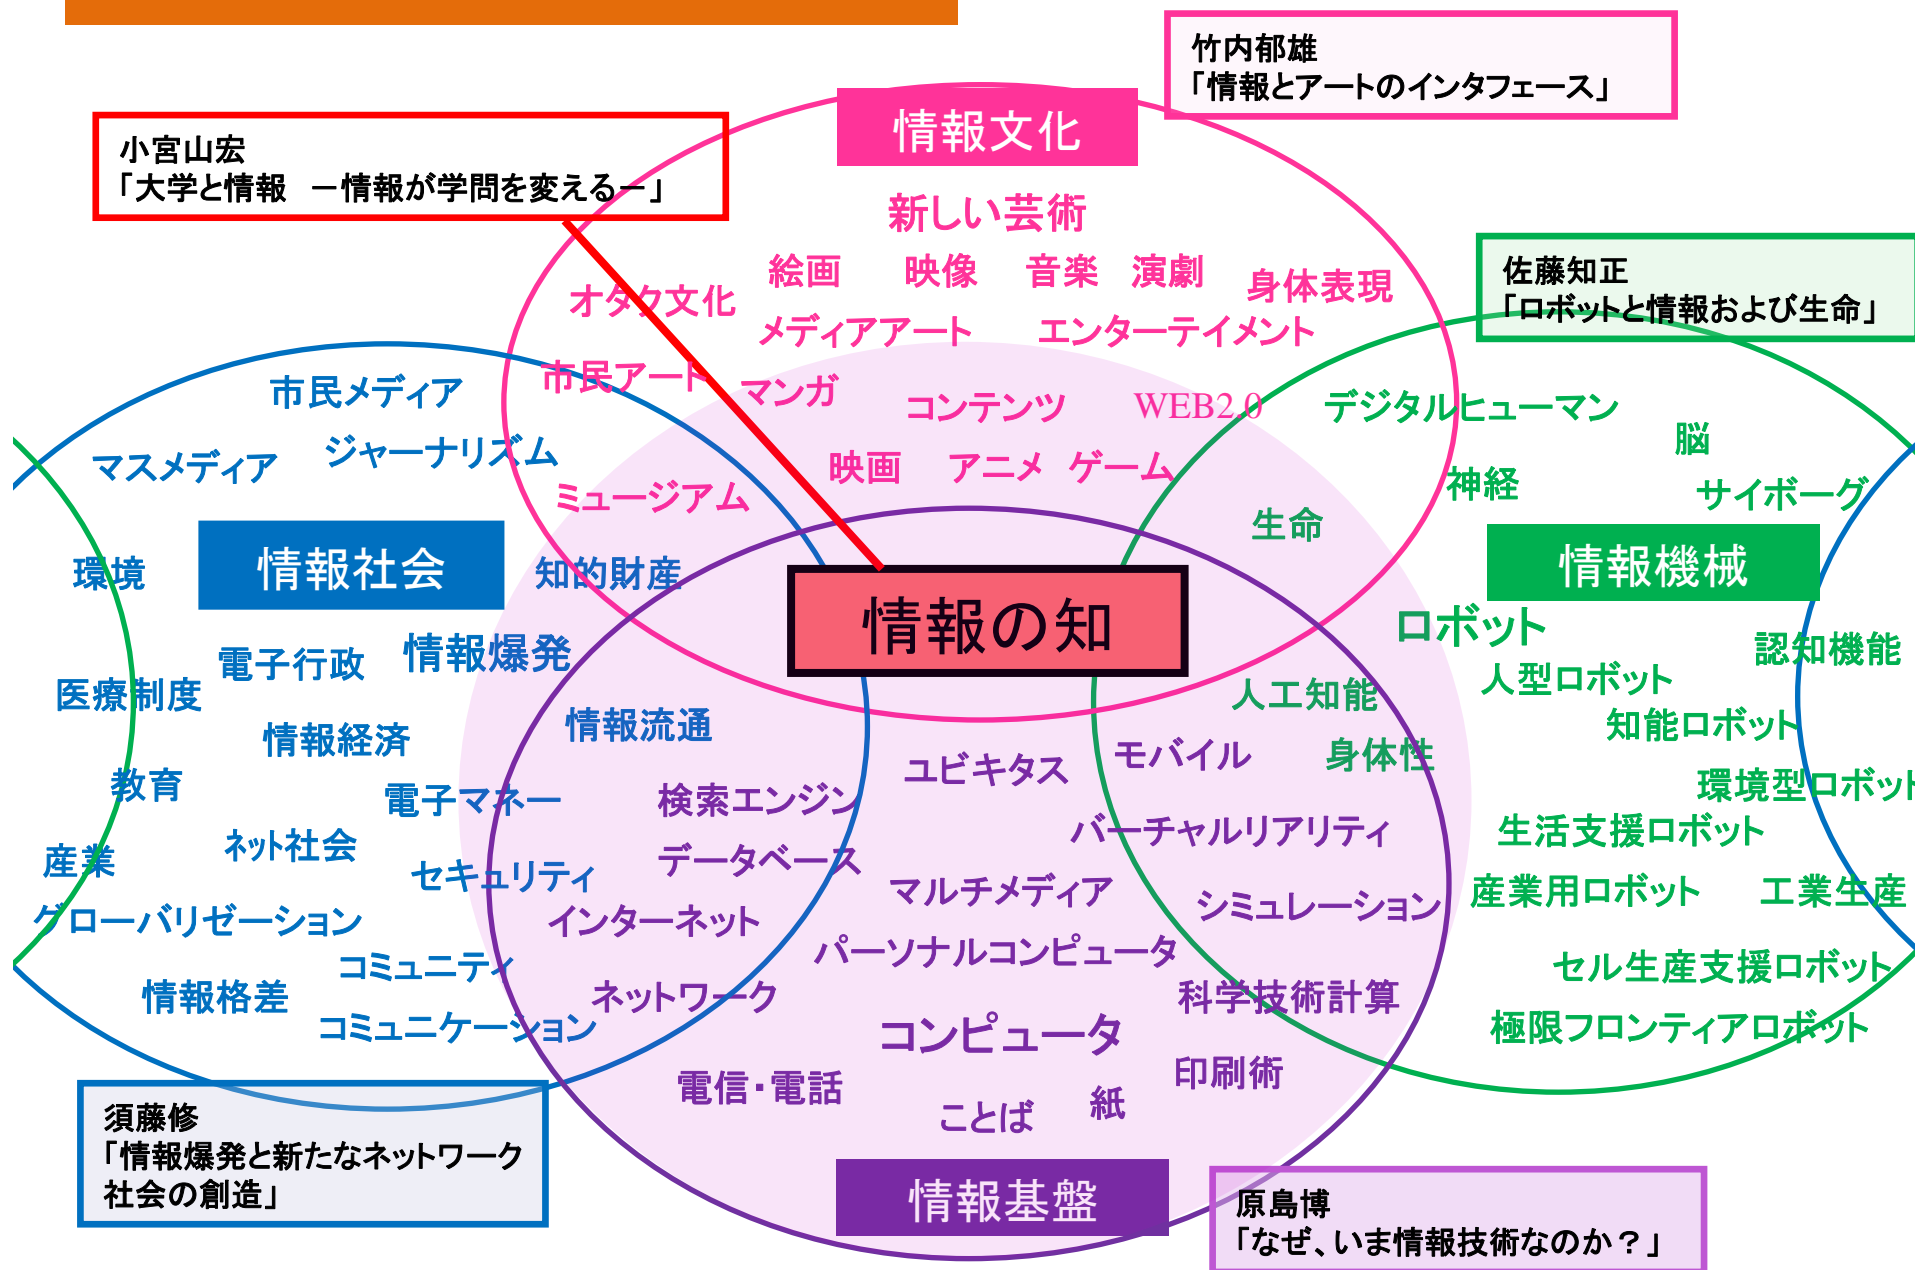 竹内郁雄
「情報とアートのインタフェース」
情報文化
小宮山宏
「大学と情報　－情報が学問を変える－」
新しい芸術
絵画　映像　音楽　演劇　身体表現
オタク文化
メディアアート　エンターテイメント
佐藤知正
「ロボットと情報および生命」
市民アート　マンガ　コンテンツ　WEB2.0
市民メディア
デジタルヒューマン
脳
マスメディア　ジャーナリズム
映画　アニメ　ゲーム
神経
サイボーグ
ミュージアム
生命
環境
情報社会
知的財産
情報の知
情報機械
ロボット
電子行政　情報爆発
認知機能
医療制度
人工知能
人型ロボット
情報経済　情報流通
知能ロボット
ユビキタス　モバイル　身体性
教育
電子マネー
検索エンジン
環境型ロボット
ネット社会
バーチャルリアリティ
生活支援ロボット
産業
セキュリティ
データベース
マルチメディア
産業用ロボット　工業生産
グローバリゼーション
インターネット
シミュレーション
コミュニティ
パーソナルコンピュータ
セル生産支援ロボット
情報格差
ネットワーク
科学技術計算
コミュニケーション
コンピュータ
極限フロンティアロボット
電信・電話
ことば　紙　印刷術
須藤修
「情報爆発と新たなネットワーク
社会の創造」
情報基盤
原島博
「なぜ、いま情報技術なのか？」